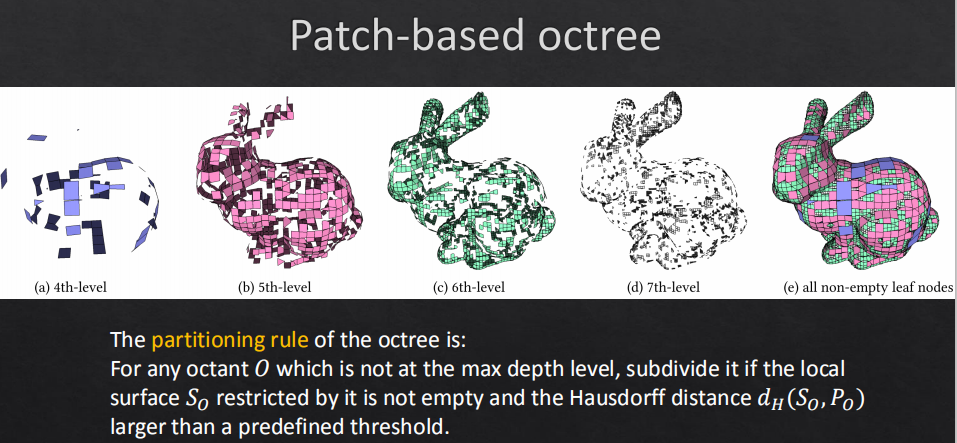 Patch-based octree
(a) 4th-level
(b) 5th-level
(c) 6th-level
(d) 7th-level
(e) all non-empty leaf nodes
The partitioning rule of the octree is:
For any octant O which is not at the max depth level, subdivide it if the local
surface S_O restricted by it is not empty and the Hausdorff distance d_H(S_O, P_O)
larger than a predefined threshold.